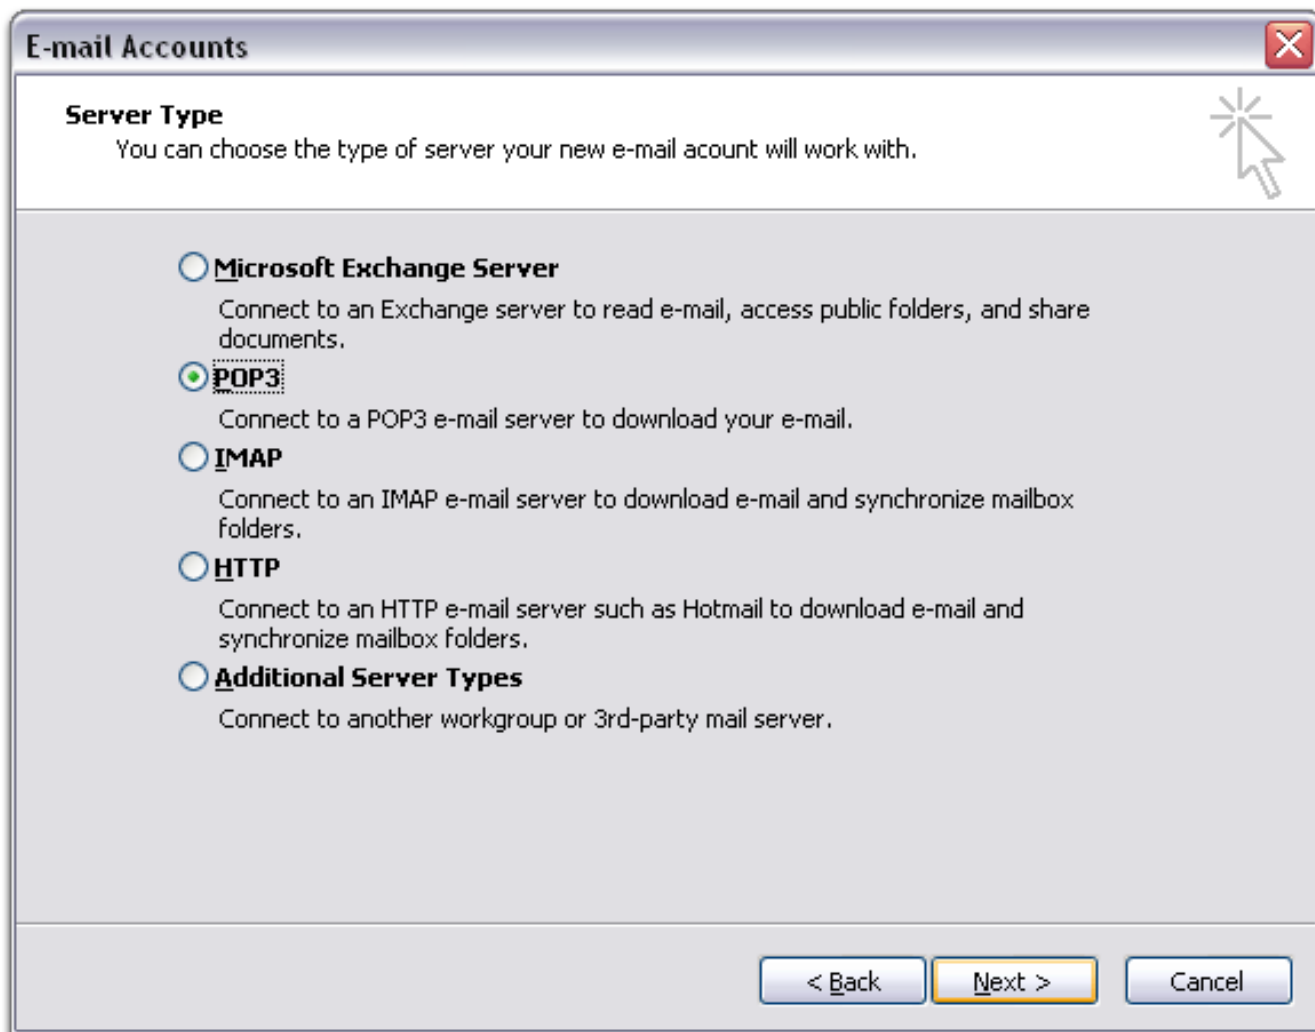 E-mail Accounts
Server Type
You can choose the type of server your new e-mail acount will work with.
Microsoft Exchange Server
Connect to an Exchange server to read e-mail, access public folders, and share
documents.
POP3
Connect to a POP3 e-mail server to download your e-mail.
IMAP
Connect to an IMAP e-mail server to download e-mail and synchronize mailbox
folders.
HTTP
Connect to an HTTP e-mail server such as Hotmail to download e-mail and
synchronize mailbox folders.
Additional Server Types
Connect to another workgroup or 3rd-party mail server.
< Back Next > Cancel